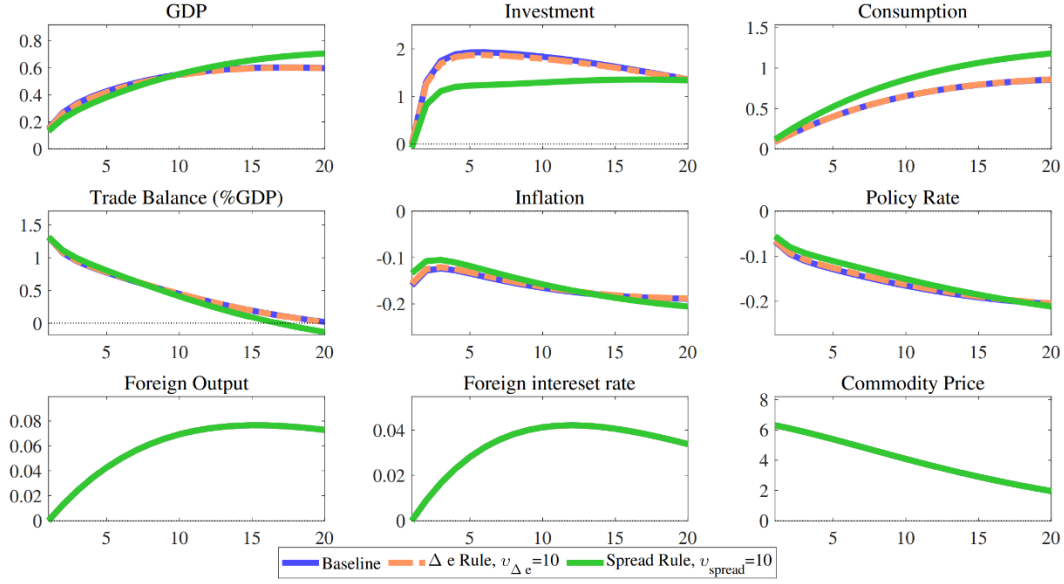 GDP Investment Consumption
0.8 0.6 0.4 0.2 0 5 10 15 20
2 1 0 5 10 15 20
1.5 1 0.5 0 5 10 15 20
Trade Balance (%GDP) Inflation Policy Rate
1.5 1 0.5 0 5 10 15 20
0 -0.1 -0.2 5 10 15 20
0 -0.1 -0.2 5 10 15 20
Foreign Output Foreign intereset rate Commodity Price
0.08 0.06 0.04 0.02 0 5 10 15 20
0.04 0.02 0 5 10 15 20
8 6 4 2 0 5 10 15 20
Baseline Δ e Rule, v_{Δ e}=10 Spread Rule, v_{spread}=10